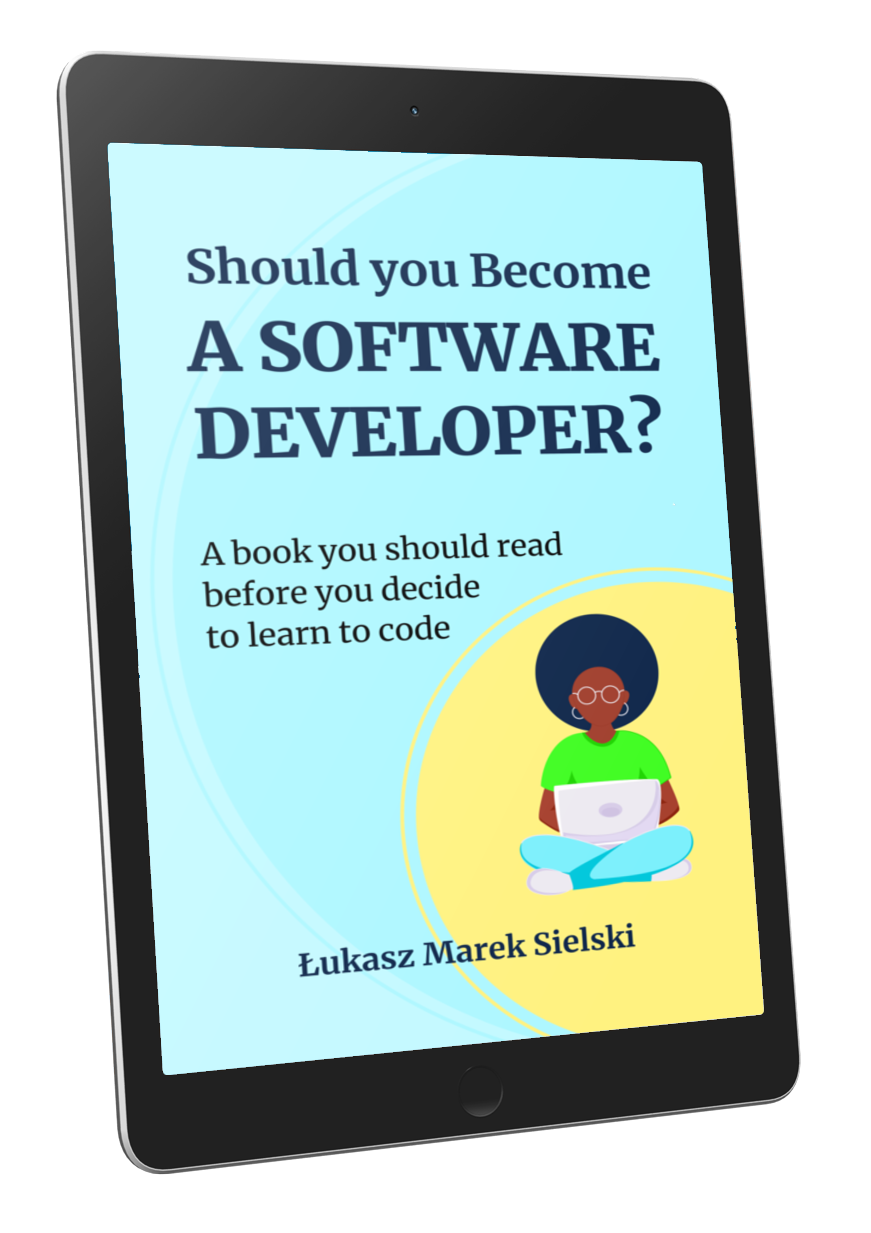 Should you Become
A SOFTWARE
DEVELOPER?
A book you should read
before you decide
to learn to code
Łukasz Marek Sielski